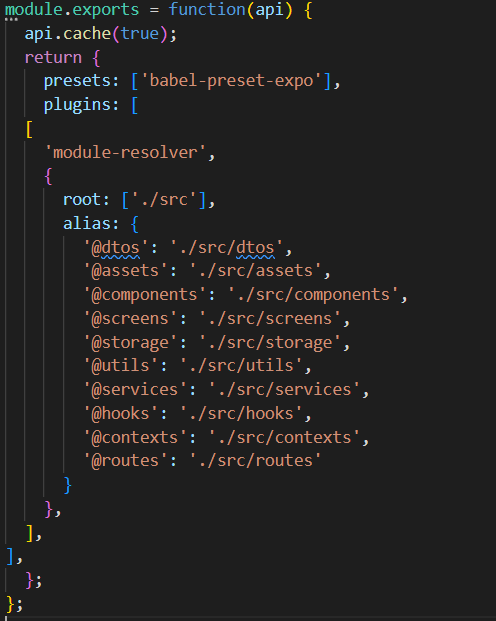 module.exports = function(api) {
  api.cache(true);
  return {
    presets: ['babel-preset-expo'],
    plugins: [
  [
    'module-resolver',
    {
      root: ['./src'],
      alias: {
        '@dtos': './src/dtos',
        '@assets': './src/assets',
        '@components': './src/components',
        '@screens': './src/screens',
        '@storage': './src/storage',
        '@utils': './src/utils',
        '@services': './src/services',
        '@hooks': './src/hooks',
        '@contexts': './src/contexts',
        '@routes': './src/routes'
      }
    },
  ],
],
  };
};